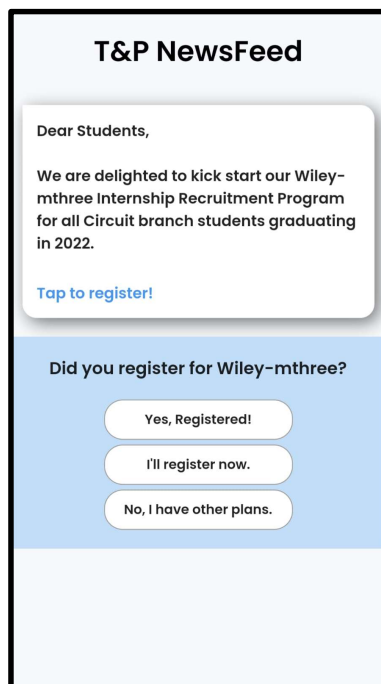 T&P NewsFeed
Dear Students,
We are delighted to kick start our Wiley-
mthree Internship Recruitment Program
for all Circuit branch students graduating
in 2022.
Tap to register!
Did you register for Wiley-mthree?
Yes, Registered!
I'll register now.
No, I have other plans.